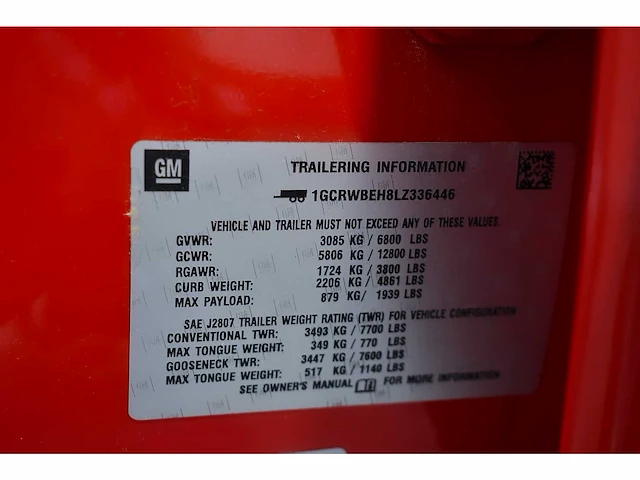 GM
TRAILERING INFORMATION
1GCRWBEH8LZ336446
VEHICLE AND TRAILER MUST NOT EXCEED ANY OF THESE VALUES.
GVWR: 3085 KG / 6800 LBS
GCWR: 5806 KG / 12800 LBS
RGAWR: 1724 KG / 3800 LBS
CURB WEIGHT: 2206 KG / 4861 LBS
MAX PAYLOAD: 879 KG / 1939 LBS
SAE J2807 TRAILER WEIGHT RATING (TWR) FOR VEHICLE CONFIGURATION
CONVENTIONAL TWR: 3493 KG / 7700 LBS
MAX TONGUE WEIGHT: 349 KG / 770 LBS
GOOSENECK TWR: 3447 KG / 7600 LBS
MAX TONGUE WEIGHT: 517 KG / 1140 LBS
SEE OWNER'S MANUAL FOR MORE INFORMATION